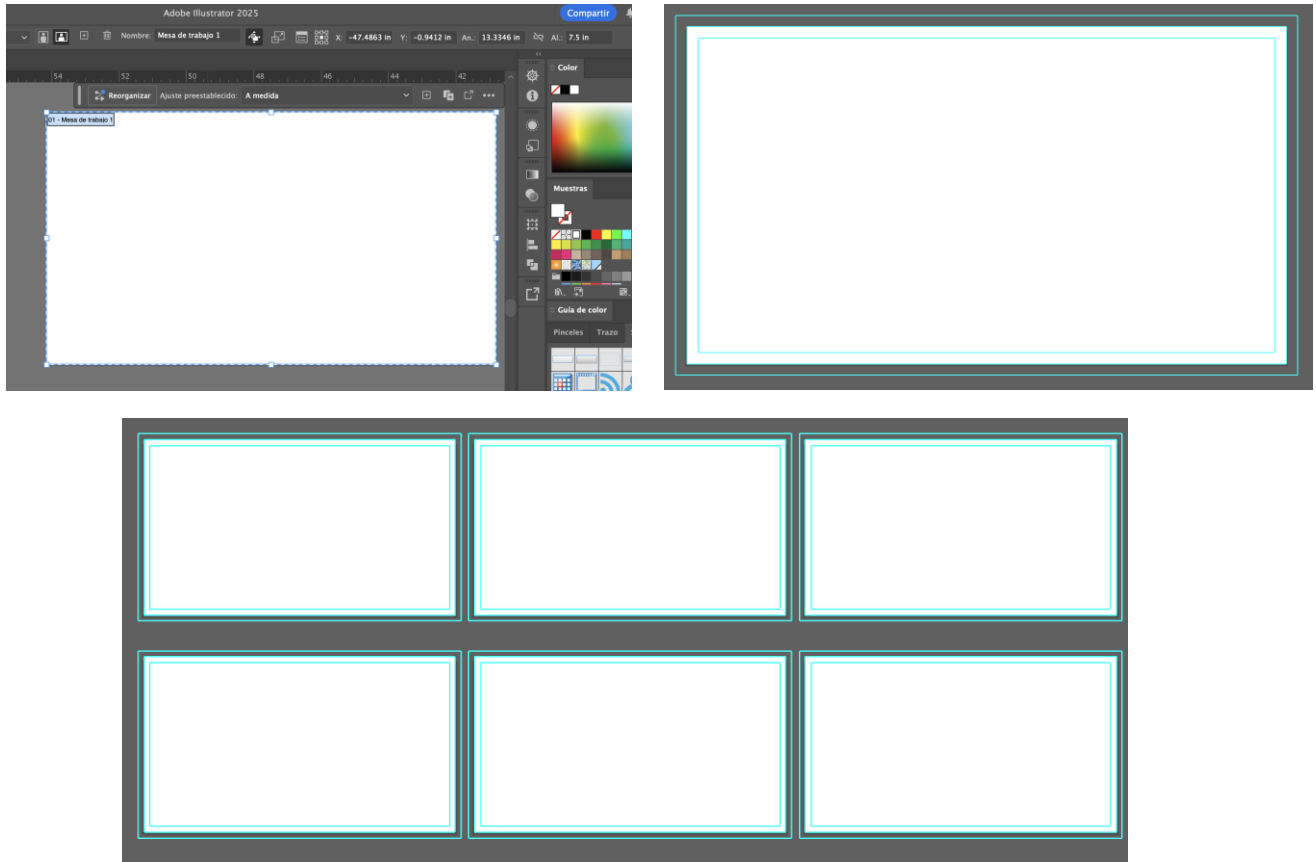 Adobe Illustrator 2025
Compartir
Nombre: Mesa de trabajo 1 X: -47.4863 in Y: -0.9412 in An.: 13.3346 in Al.: 7.5 in
54 52 50 48 46 44 42
Color
Reorganizar Ajuste preestablecido: A medida
01 - Mesa de trabajo 1
Muestras
Guía de color
Pinceles Trazo